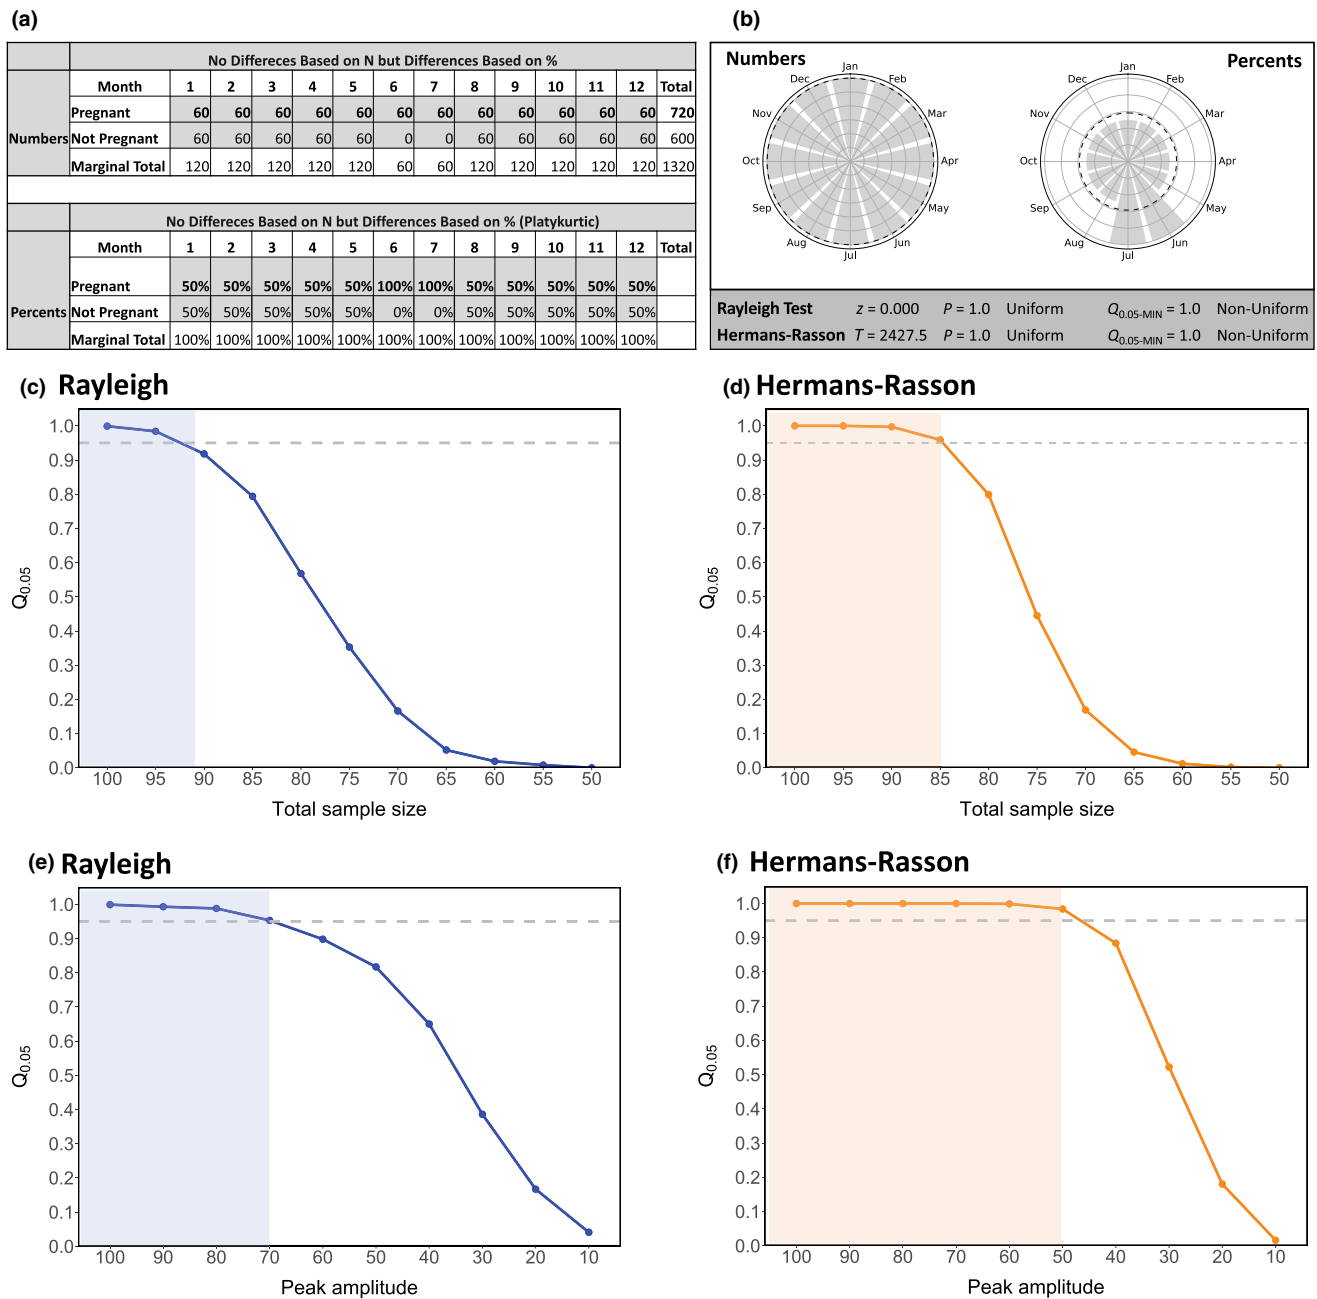 (a)
No Differeces Based on N but Differences Based on %
Month 1 2 3 4 5 6 7 8 9 10 11 12 Total
Numbers
Pregnant 60 60 60 60 60 60 60 60 60 60 60 60 720
Not Pregnant 60 60 60 60 60 0 0 60 60 60 60 60 600
Marginal Total 120 120 120 120 120 60 60 120 120 120 120 120 1320
No Differeces Based on N but Differences Based on % (Platykurtic)
Month 1 2 3 4 5 6 7 8 9 10 11 12 Total
Percents
Pregnant 50% 50% 50% 50% 50% 100% 100% 50% 50% 50% 50% 50%
Not Pregnant 50% 50% 50% 50% 50% 0% 0% 50% 50% 50% 50% 50%
Marginal Total 100% 100% 100% 100% 100% 100% 100% 100% 100% 100% 100% 100%
(b)
Numbers
Jan
Feb
Mar
Apr
May
Jun
Jul
Aug
Sep
Oct
Nov
Dec
Percents
Jan
Feb
Mar
Apr
May
Jun
Jul
Aug
Sep
Oct
Nov
Dec
Rayleigh Test z = 0.000 P = 1.0 Uniform Q0.05-MIN = 1.0 Non-Uniform
Hermans-Rasson T = 2427.5 P = 1.0 Uniform Q0.05-MIN = 1.0 Non-Uniform
(c) Rayleigh
Q0.05
1.0
0.9
0.8
0.7
0.6
0.5
0.4
0.3
0.2
0.1
0.0
100 95 90 85 80 75 70 65 60 55 50
Total sample size
(d) Hermans-Rasson
Q0.05
1.0
0.9
0.8
0.7
0.6
0.5
0.4
0.3
0.2
0.1
0.0
100 95 90 85 80 75 70 65 60 55 50
Total sample size
(e) Rayleigh
Q0.05
1.0
0.9
0.8
0.7
0.6
0.5
0.4
0.3
0.2
0.1
0.0
100 90 80 70 60 50 40 30 20 10
Peak amplitude
(f) Hermans-Rasson
Q0.05
1.0
0.9
0.8
0.7
0.6
0.5
0.4
0.3
0.2
0.1
0.0
100 90 80 70 60 50 40 30 20 10
Peak amplitude